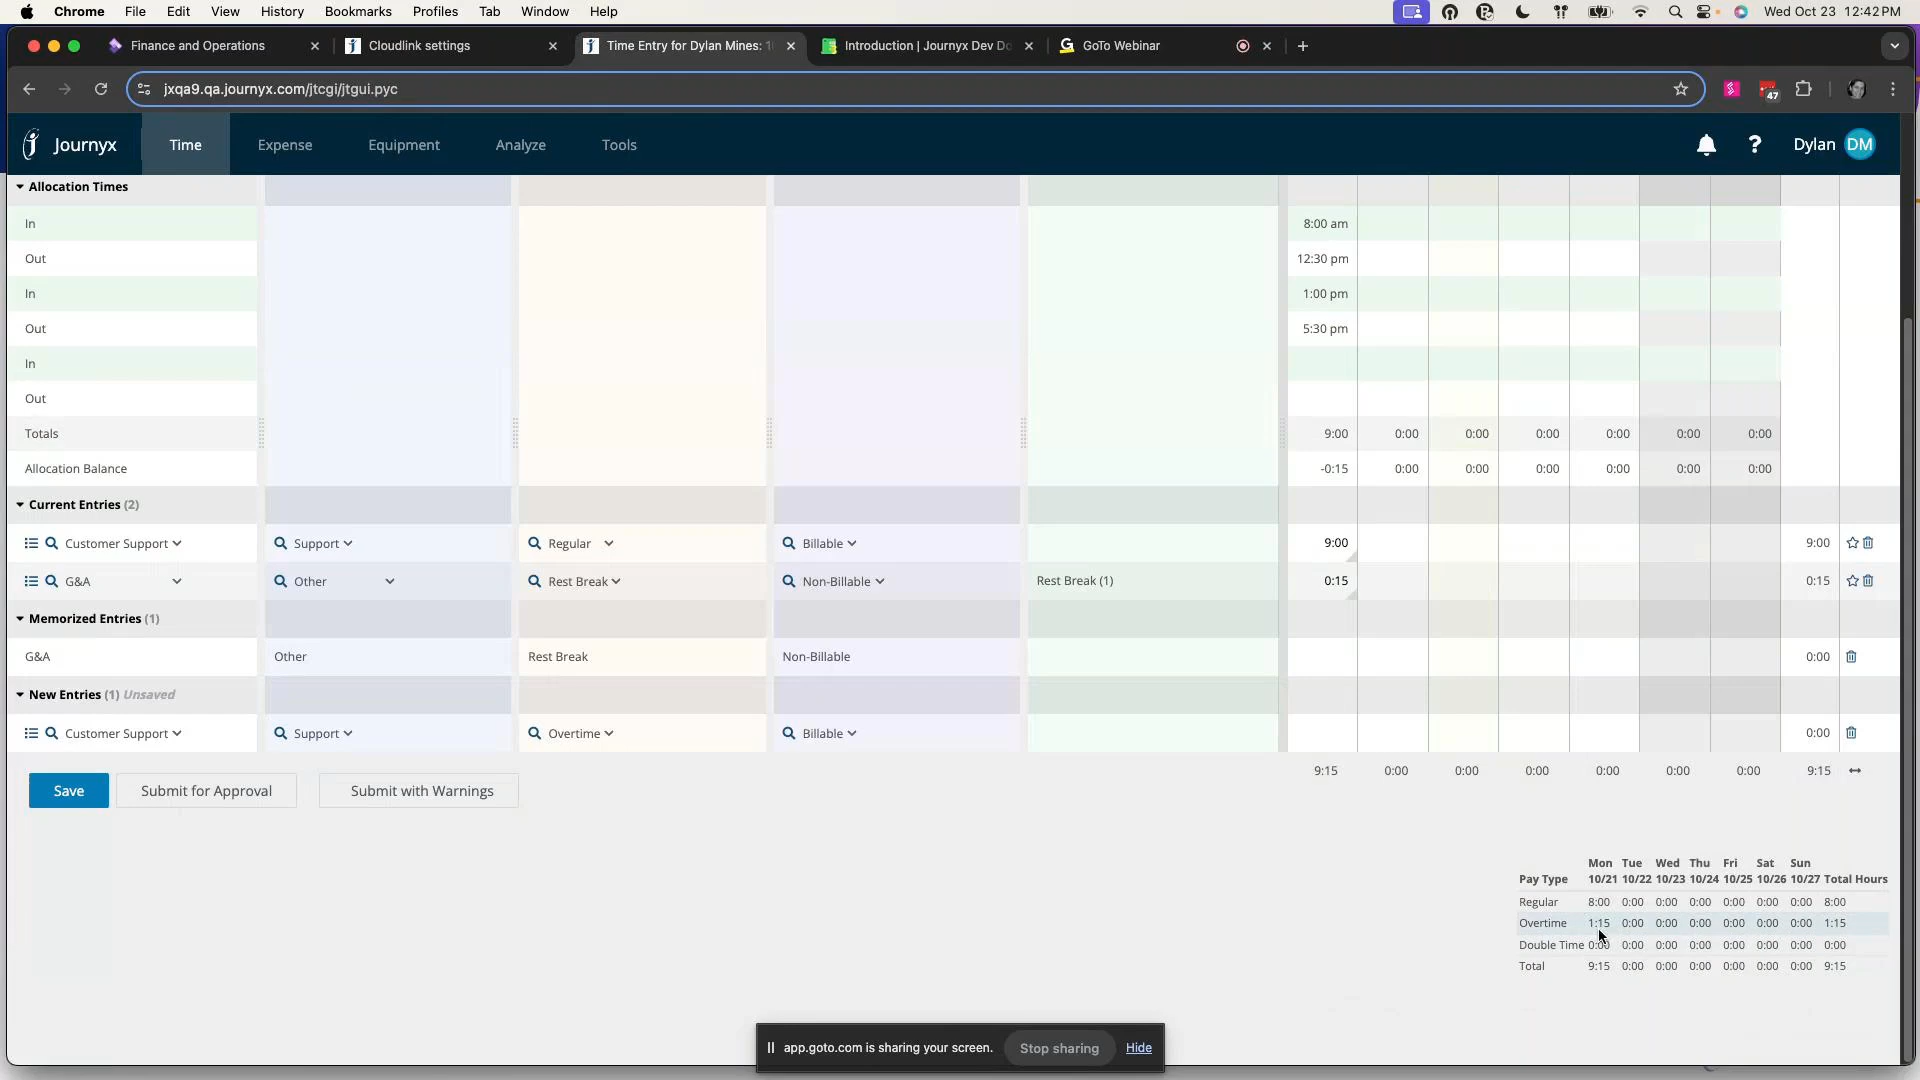 Chrome File Edit View History Bookmarks Profiles Tab Window Help Wed Oct 23 12:42 PM
Finance and Operations Cloudlink settings Time Entry for Dylan Mines: 1 Introduction | Journyx Dev Do GoTo Webinar
jxqa9.qa.journyx.com/jtcgi/jtgui.pyc 47
Journyx Time Expense Equipment Analyze Tools ? Dylan DM
Allocation Times
In 8:00 am
Out 12:30 pm
In 1:00 pm
Out 5:30 pm
In
Out
Totals 9:00 0:00 0:00 0:00 0:00 0:00 0:00
Allocation Balance -0:15 0:00 0:00 0:00 0:00 0:00 0:00
Current Entries (2)
Customer Support Support Regular Billable 9:00 9:00
G&A Other Rest Break Non-Billable Rest Break (1) 0:15 0:15
Memorized Entries (1)
G&A Other Rest Break Non-Billable 0:00
New Entries (1) Unsaved
Customer Support Support Overtime Billable 0:00
9:15 0:00 0:00 0:00 0:00 0:00 0:00 9:15
Save Submit for Approval Submit with Warnings
Mon Tue Wed Thu Fri Sat Sun
Pay Type 10/21 10/22 10/23 10/24 10/25 10/26 10/27 Total Hours
Regular 8:00 0:00 0:00 0:00 0:00 0:00 0:00 8:00
Overtime 1:15 0:00 0:00 0:00 0:00 0:00 0:00 1:15
Double Time 0:00 0:00 0:00 0:00 0:00 0:00 0:00 0:00
Total 9:15 0:00 0:00 0:00 0:00 0:00 0:00 9:15
app.goto.com is sharing your screen. Stop sharing Hide